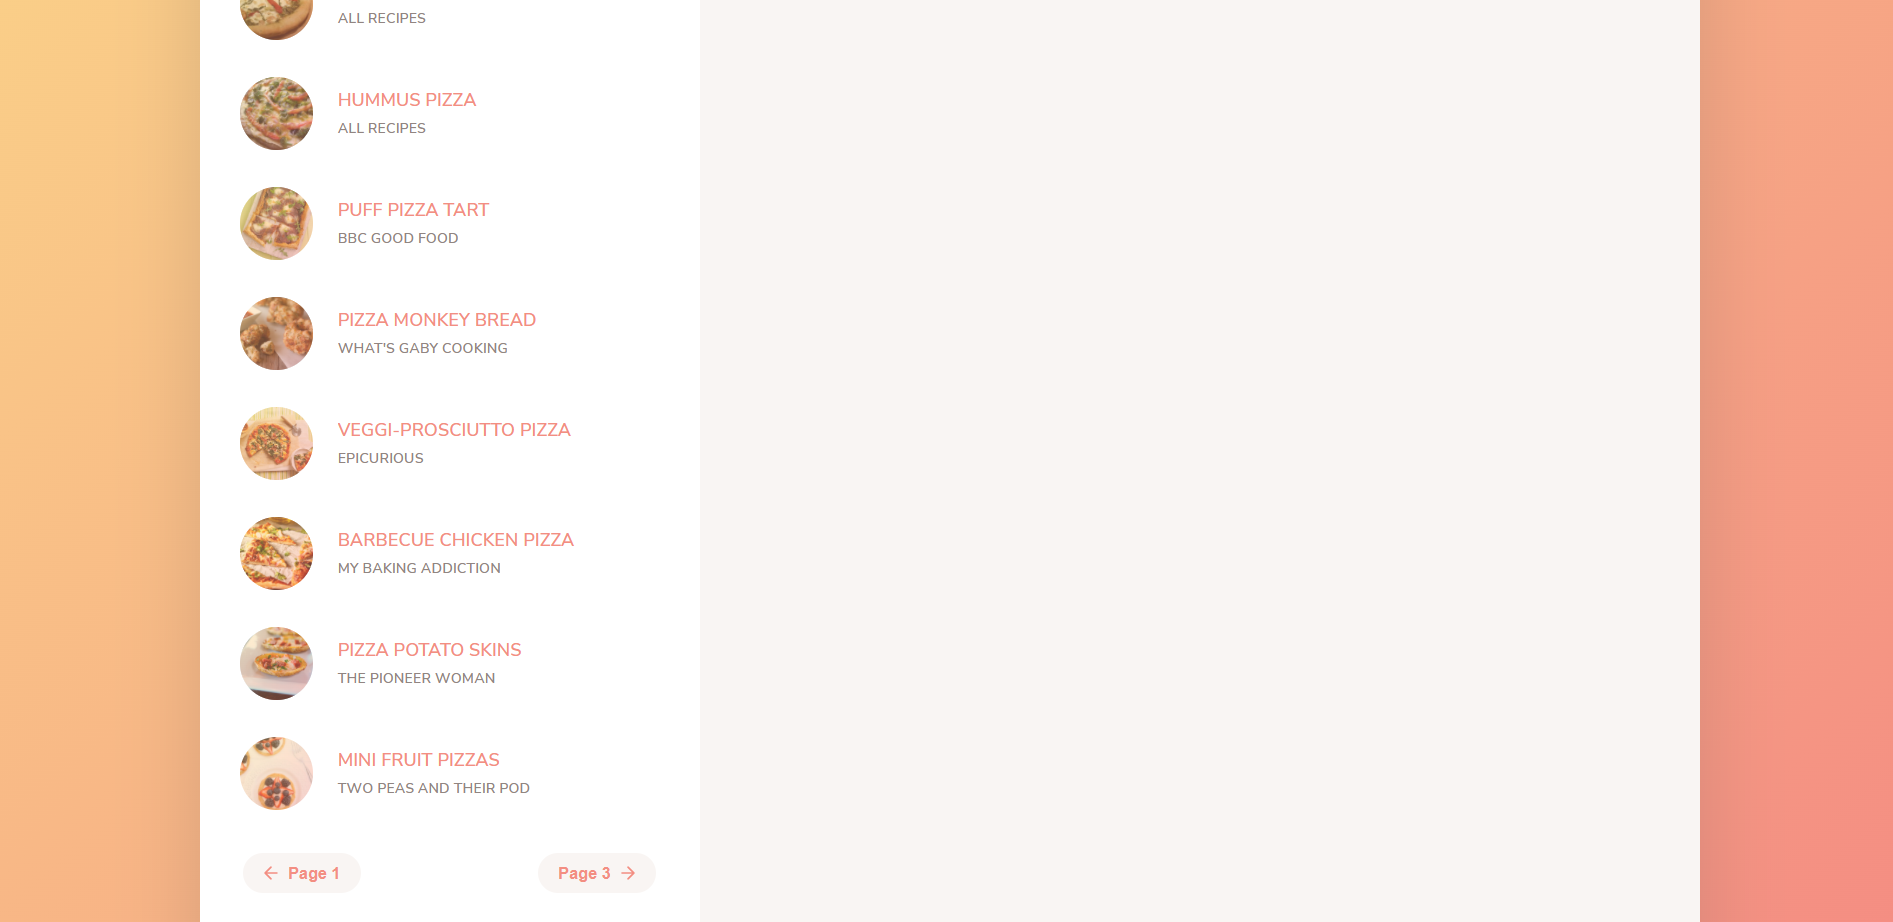 ALL RECIPES
HUMMUS PIZZA
ALL RECIPES
PUFF PIZZA TART
BBC GOOD FOOD
PIZZA MONKEY BREAD
WHAT'S GABY COOKING
VEGGI-PROSCIUTTO PIZZA
EPICURIOUS
BARBECUE CHICKEN PIZZA
MY BAKING ADDICTION
PIZZA POTATO SKINS
THE PIONEER WOMAN
MINI FRUIT PIZZAS
TWO PEAS AND THEIR POD
← Page 1
Page 3 →